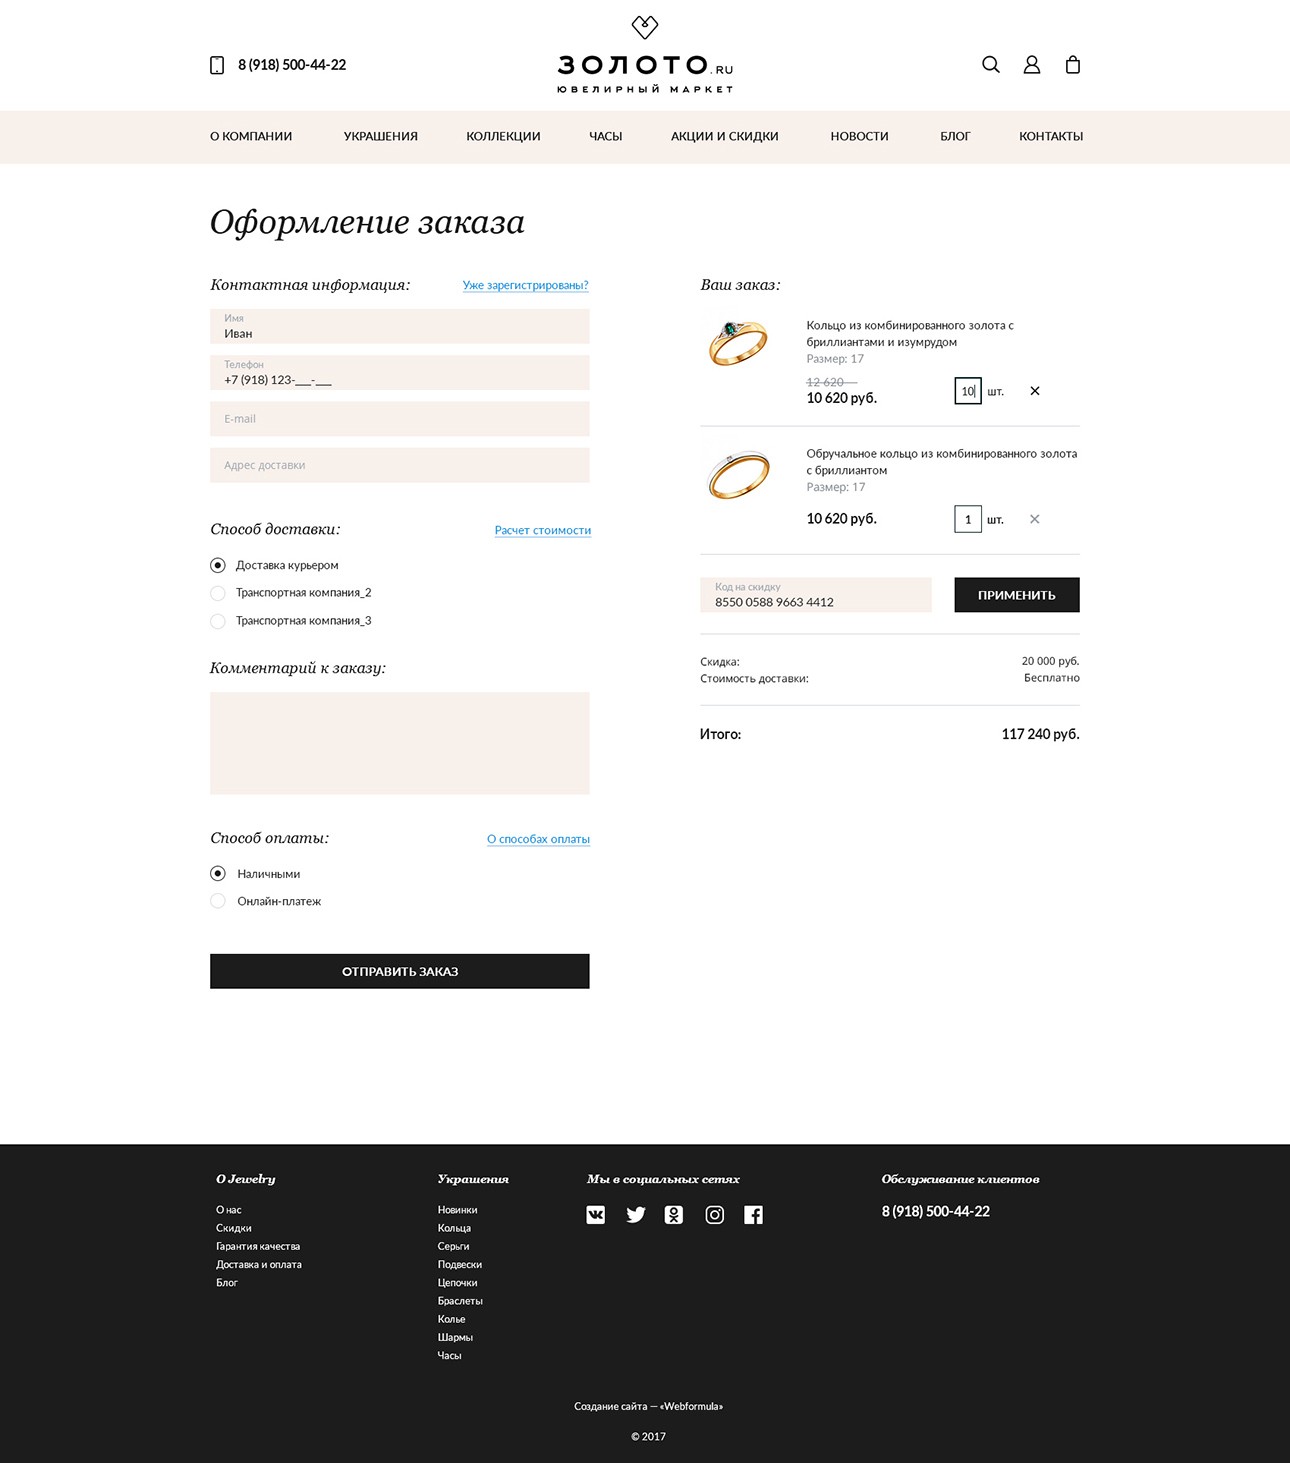 8 (918) 500-44-22
ЗОЛОТО.RU
ЮВЕЛИРНЫЙ МАРКЕТ
О КОМПАНИИ УКРАШЕНИЯ КОЛЛЕКЦИИ ЧАСЫ АКЦИИ И СКИДКИ НОВОСТИ БЛОГ КОНТАКТЫ
Оформление заказа
Контактная информация: Уже зарегистрированы?
Имя
Иван
Телефон
+7 (918) 123-___-___
E-mail
Адрес доставки
Способ доставки: Расчет стоимости
Доставка курьером
Транспортная компания_2
Транспортная компания_3
Комментарий к заказу:
Способ оплаты: О способах оплаты
Наличными
Онлайн-платеж
ОТПРАВИТЬ ЗАКАЗ
Ваш заказ:
Кольцо из комбинированного золота с
бриллиантами и изумрудом
Размер: 17
12 620
10 620 руб. 10 шт.
Обручальное кольцо из комбинированного золота
с бриллиантом
Размер: 17
10 620 руб. 1 шт.
Код на скидку
8550 0588 9663 4412
ПРИМЕНИТЬ
Скидка: 20 000 руб.
Стоимость доставки: Бесплатно
Итого: 117 240 руб.
О Jewelry
О нас
Скидки
Гарантия качества
Доставка и оплата
Блог
Украшения
Новинки
Кольца
Серьги
Подвески
Цепочки
Браслеты
Колье
Шармы
Часы
Мы в социальных сетях
Обслуживание клиентов
8 (918) 500-44-22
Создание сайта — «Webformula»
© 2017